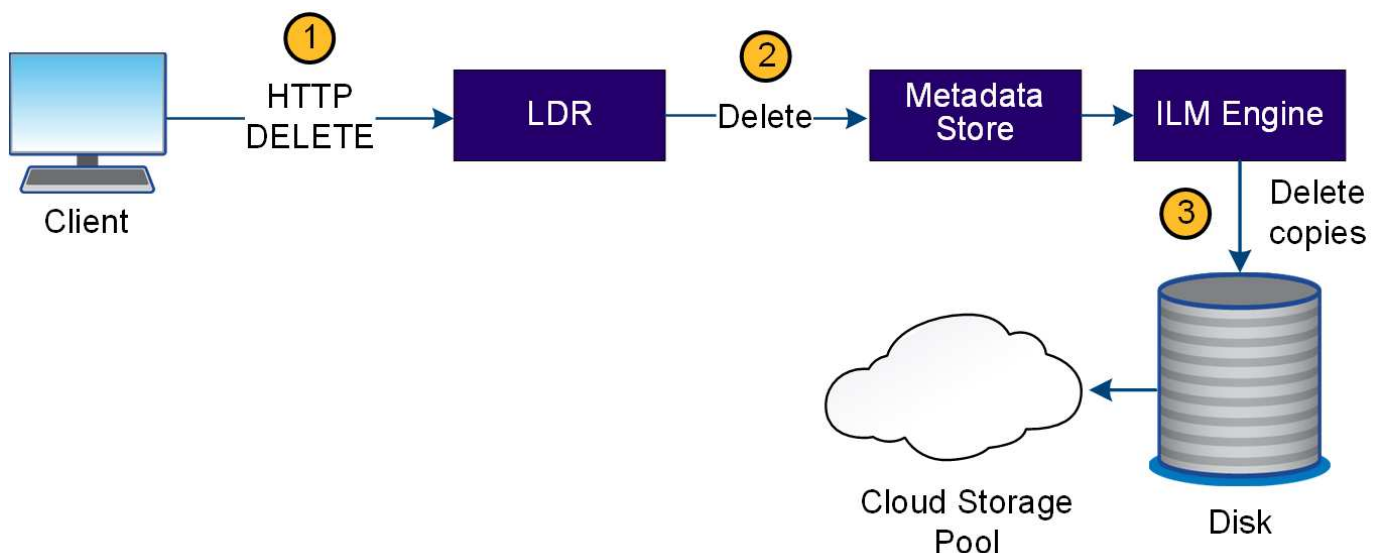 1
HTTP
DELETE
Client
LDR
2
Delete
Metadata
Store
ILM Engine
3
Delete
copies
Cloud Storage
Pool
Disk